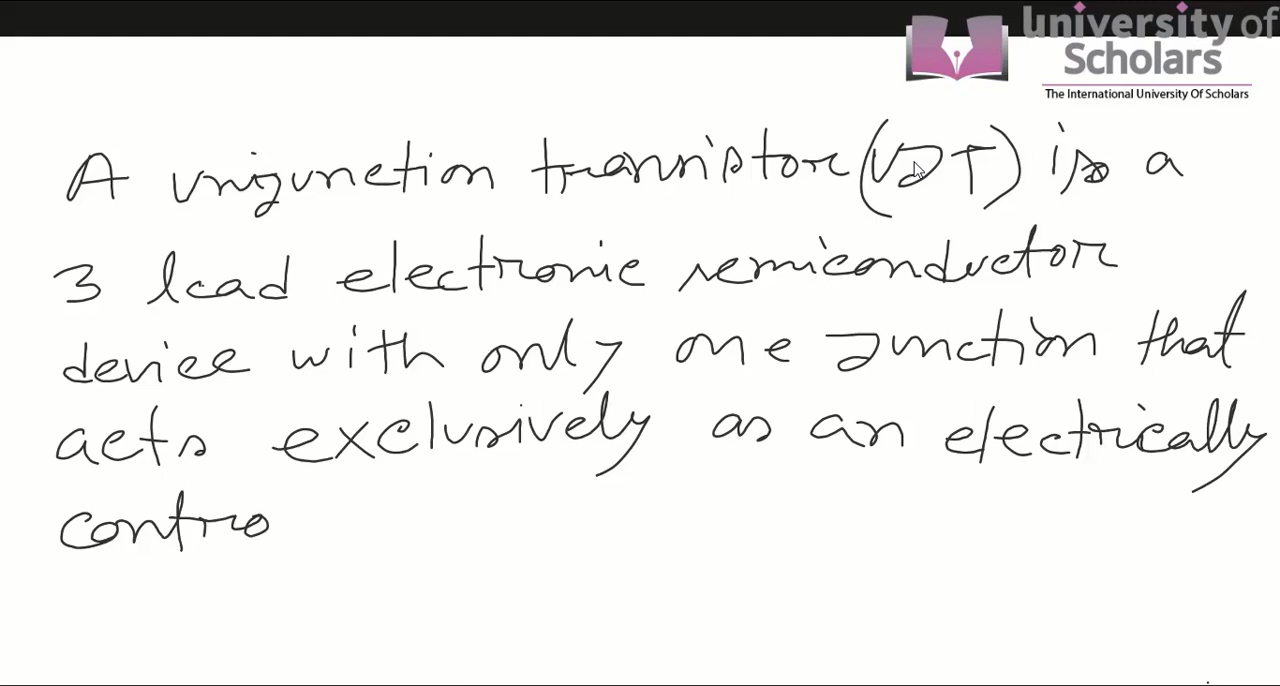 University of
Scholars
The International University Of Scholars
A unijunction transistor (UJT) is a
3 lead electronic semiconductor
device with only one junction that
acts exclusively as an electrically
contro